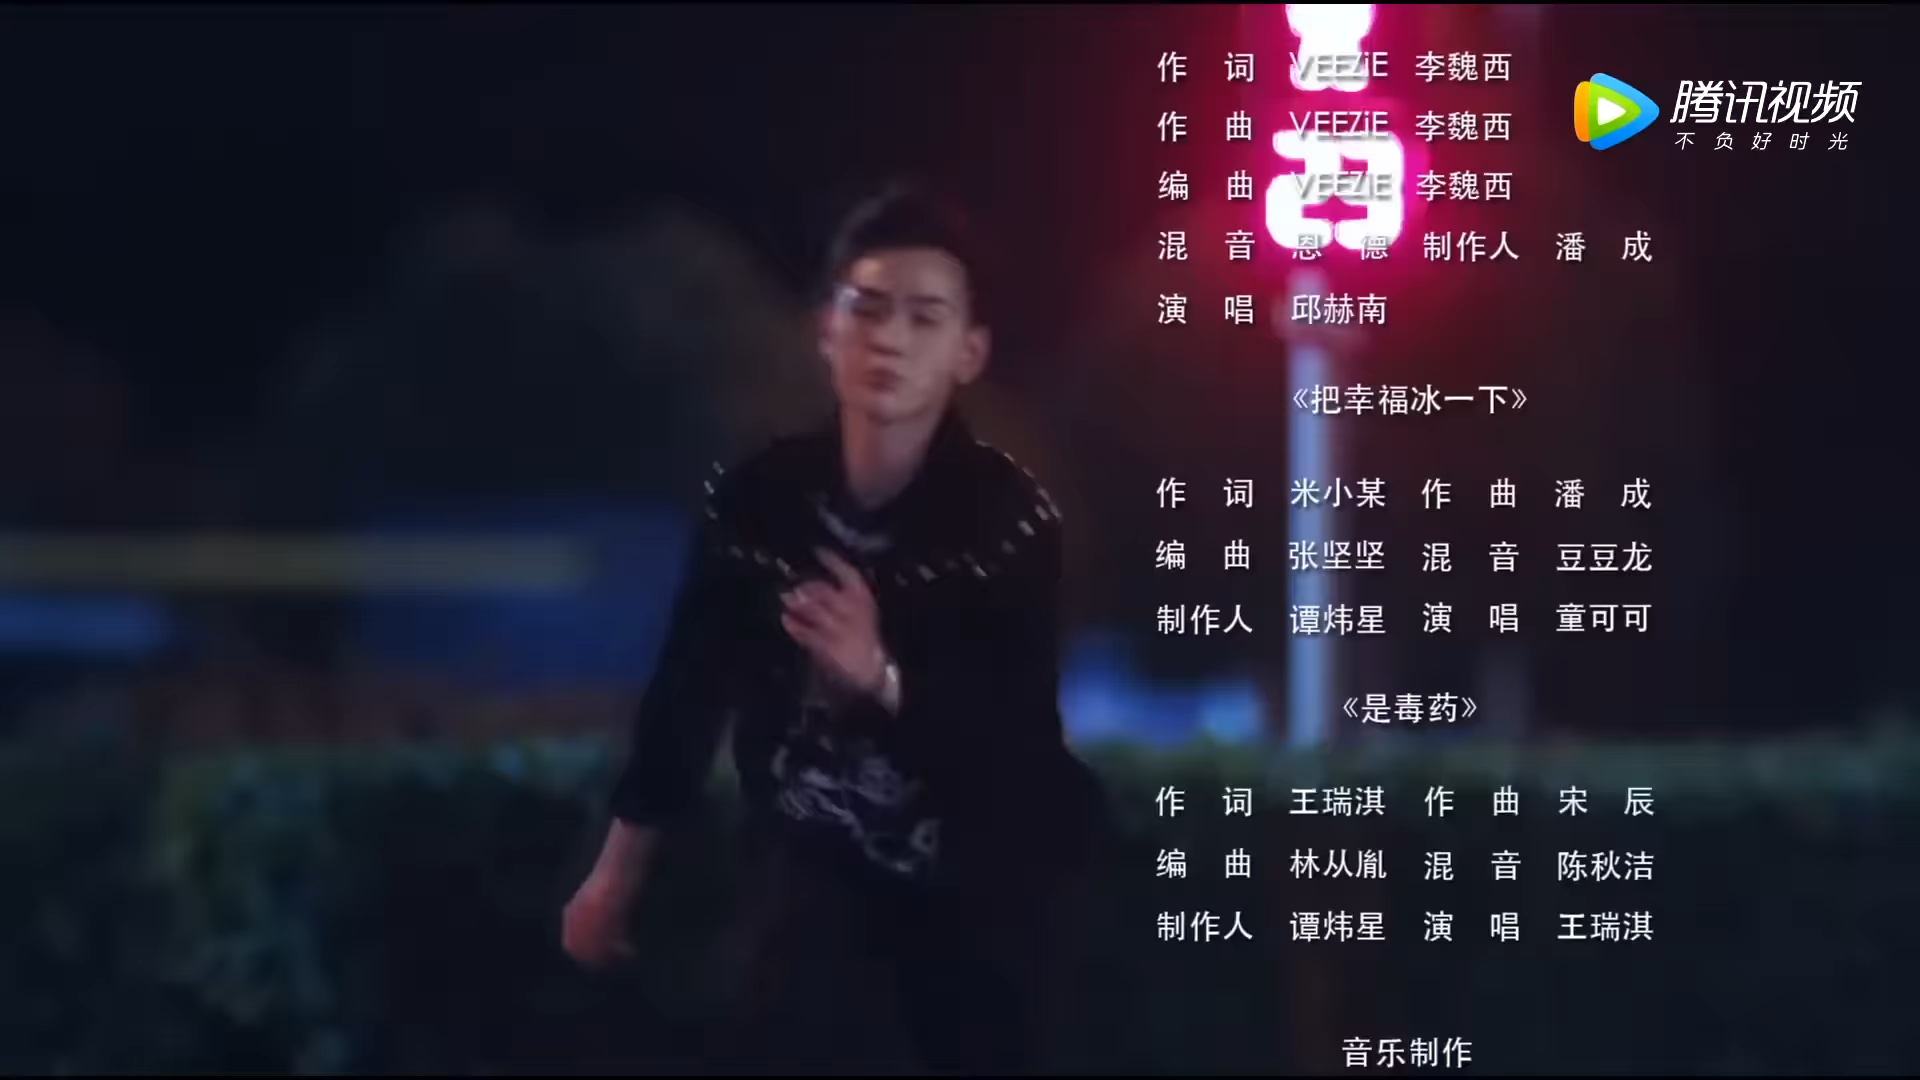 作 词 VEEZiE 李魏西
腾讯视频
不负好时光
作 曲 VEEZiE 李魏西
编 曲 VEEZIE 李魏西
混 音 恩 德 制作人 潘 成
演 唱 邱赫南
《把幸福冰一下》
作 词 米小某 作 曲 潘 成
编 曲 张坚坚 混 音 豆豆龙
制作人 谭炜星 演 唱 童可可
《是毒药》
作 词 王瑞淇 作 曲 宋 辰
编 曲 林从胤 混 音 陈秋洁
制作人 谭炜星 演 唱 王瑞淇
音乐制作